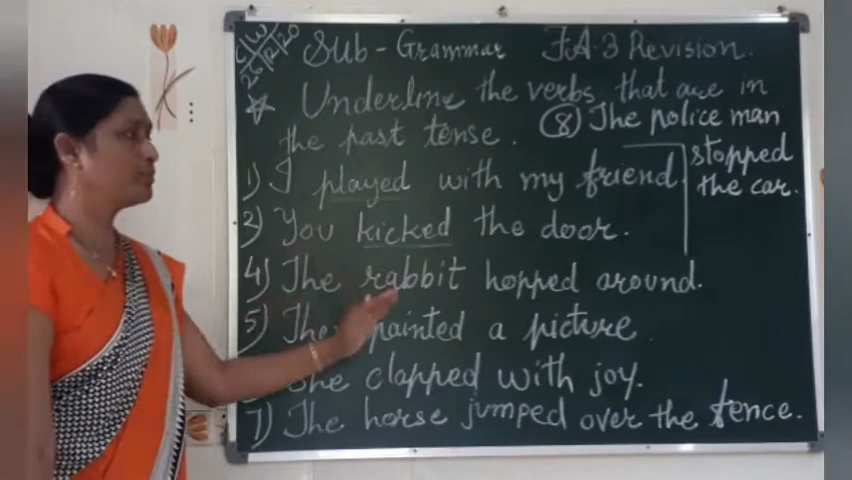 C/W
26/12/20
Sub - Grammar FA-3 Revision.
Underline the verbs that are in
the past tense.
1) I played with my friend.
2) You kicked the door.
4) The rabbit hopped around.
5) The painted a picture.
She clapped with joy.
7) The horse jumped over the fence.
8 The police man
stopped
the car.